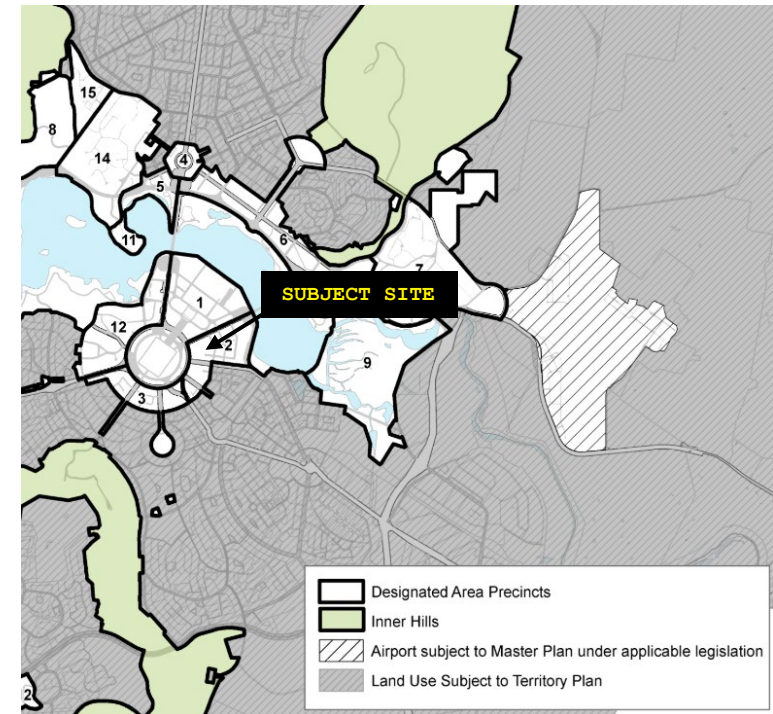 15
8
14
4
5
11
6
7
SUBJECT SITE
1
12
2
9
3
Designated Area Precincts
Inner Hills
Airport subject to Master Plan under applicable legislation
Land Use Subject to Territory Plan
2